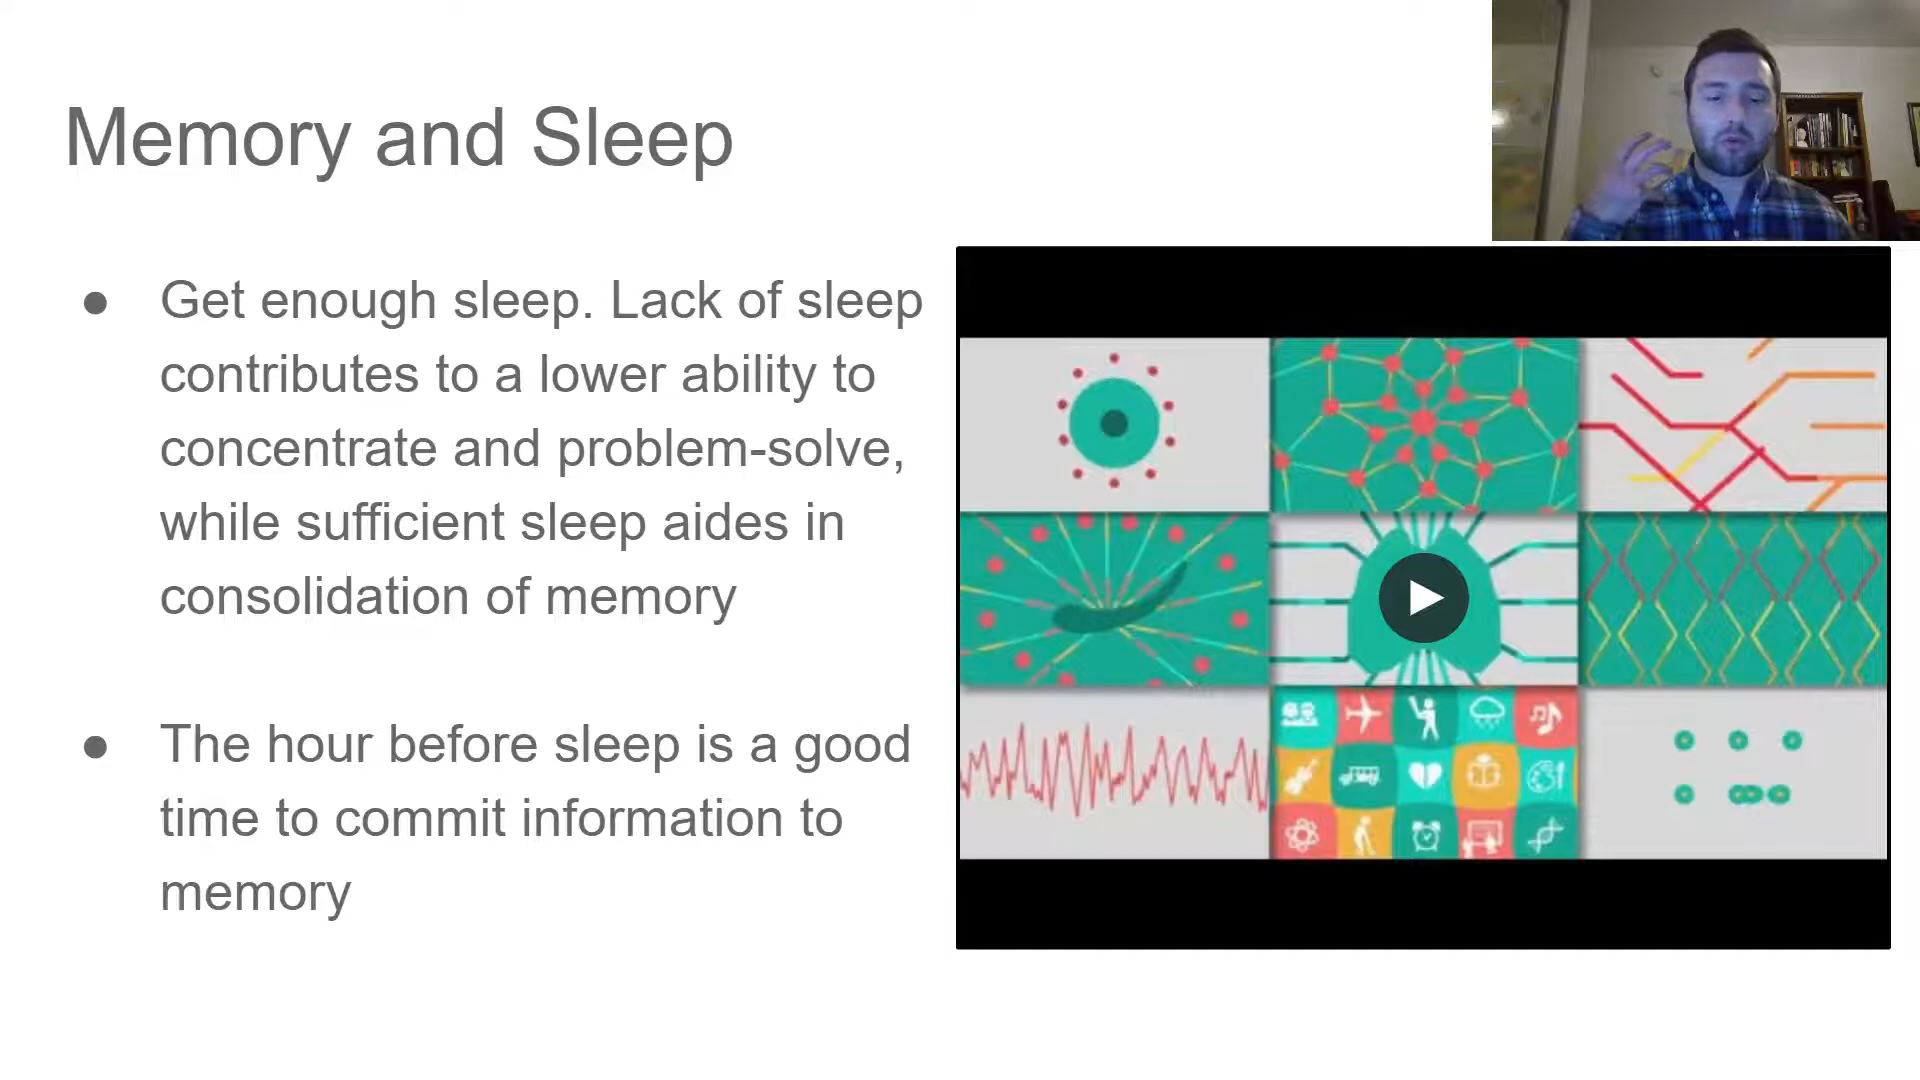 Memory and Sleep
● Get enough sleep. Lack of sleep
contributes to a lower ability to
concentrate and problem-solve,
while sufficient sleep aides in
consolidation of memory
● The hour before sleep is a good
time to commit information to
memory